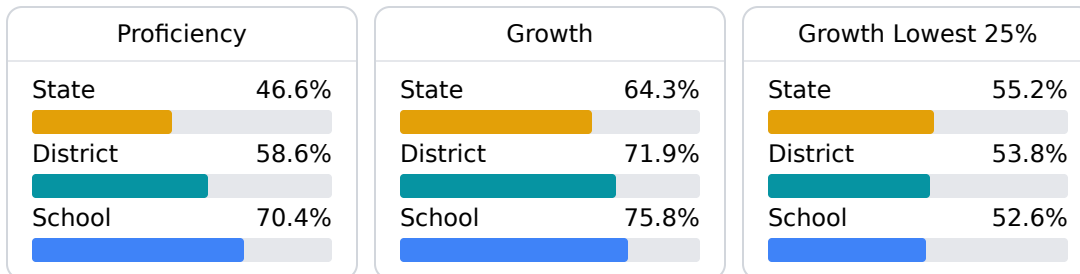 Proficiency
State 46.6%
District 58.6%
School 70.4%
Growth
State 64.3%
District 71.9%
School 75.8%
Growth Lowest 25%
State 55.2%
District 53.8%
School 52.6%